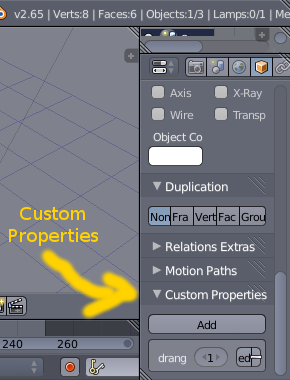 v2.65 | Verts:8 | Faces:6 | Objects:1/3 | Lamps:0/1 | Me
Axis X-Ray
Wire Transp
Object Co
Duplication
Non Fra Vert Fac Grou
Custom
Properties
Relations Extras
Motion Paths
Custom Properties
Add
240 260
drang 1 ed